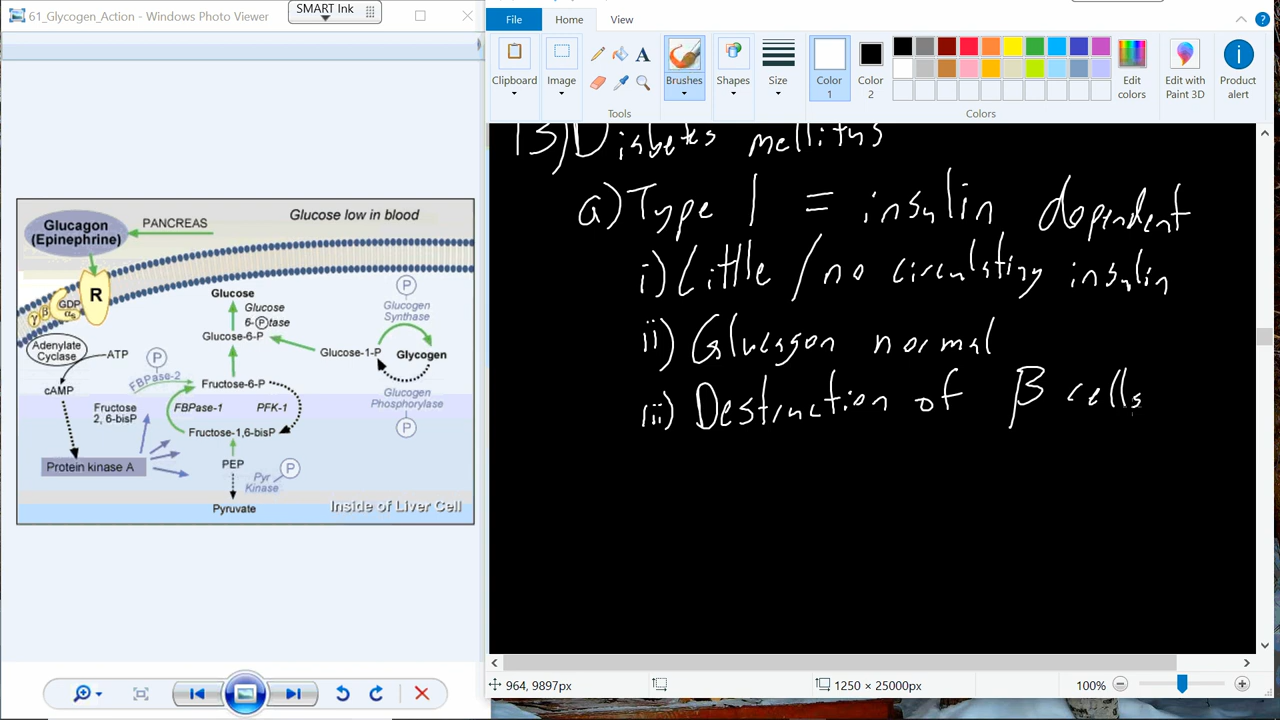 61_Glycogen_Action - Windows Photo Viewer
SMART Ink
File
Home
View
Clipboard
Image
Tools
Brushes
Shapes
Size
Color 1
Color 2
Edit colors
Colors
Edit with Paint 3D
Product alert
Glucagon
(Epinephrine)
PANCREAS
Glucose low in blood
R
γ β GDP α
Adenylate
Cyclase
ATP
cAMP
Protein kinase A
P
FBPase-2
Fructose
2, 6-bisP
Glucose
Glucose
6-Ptase
Glucose-6-P
Fructose-6-P
FBPase-1
PFK-1
Fructose-1,6-bisP
PEP
P
Pyr
Kinase
Pyruvate
P
Glucogen
Synthase
Glucose-1-P
Glycogen
Glucogen
Phosphorylase
P
Inside of Liver Cell
13) Diabetes mellitus
a) Type 1 = insulin dependent
i) Little / no circulating insulin
ii) Glucagon normal
iii) Destruction of β cells
964, 9897px
1250 × 25000px
100%